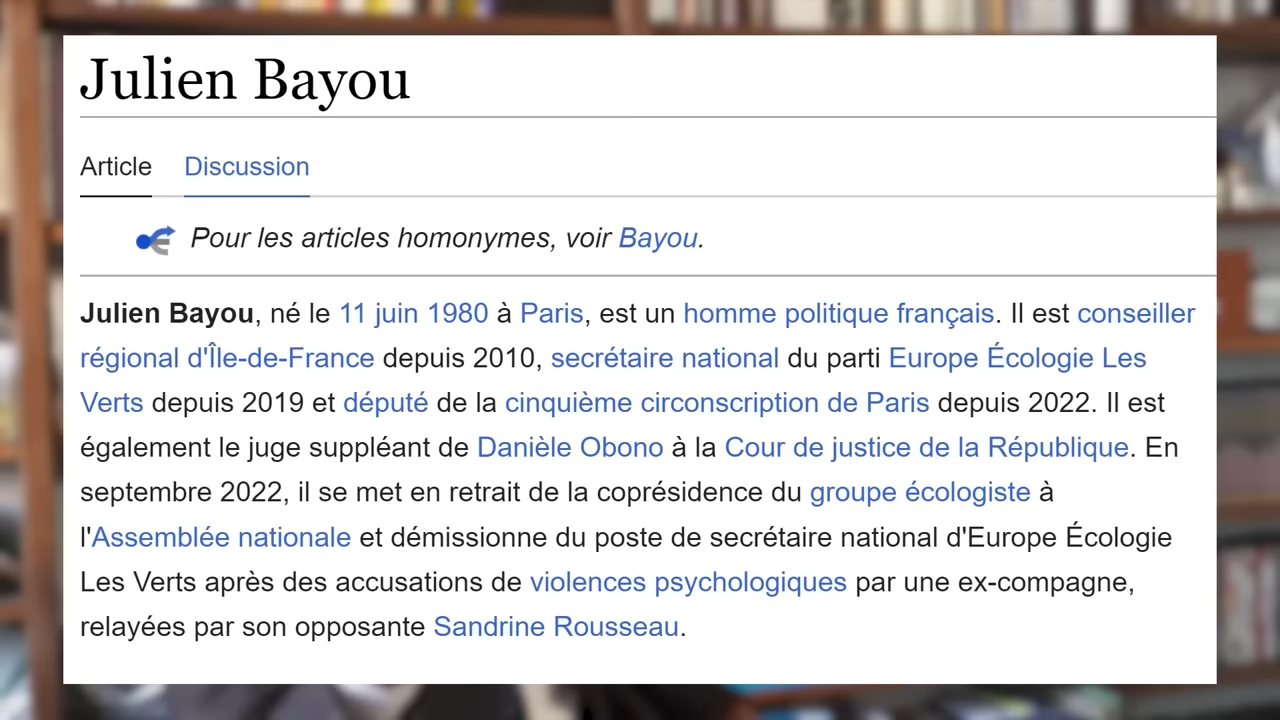 Julien Bayou
Article Discussion
Pour les articles homonymes, voir Bayou.
Julien Bayou, né le 11 juin 1980 à Paris, est un homme politique français. Il est conseiller
régional d'Île-de-France depuis 2010, secrétaire national du parti Europe Écologie Les
Verts depuis 2019 et député de la cinquième circonscription de Paris depuis 2022. Il est
également le juge suppléant de Danièle Obono à la Cour de justice de la République. En
septembre 2022, il se met en retrait de la coprésidence du groupe écologiste à
l'Assemblée nationale et démissionne du poste de secrétaire national d'Europe Écologie
Les Verts après des accusations de violences psychologiques par une ex-compagne,
relayées par son opposante Sandrine Rousseau.